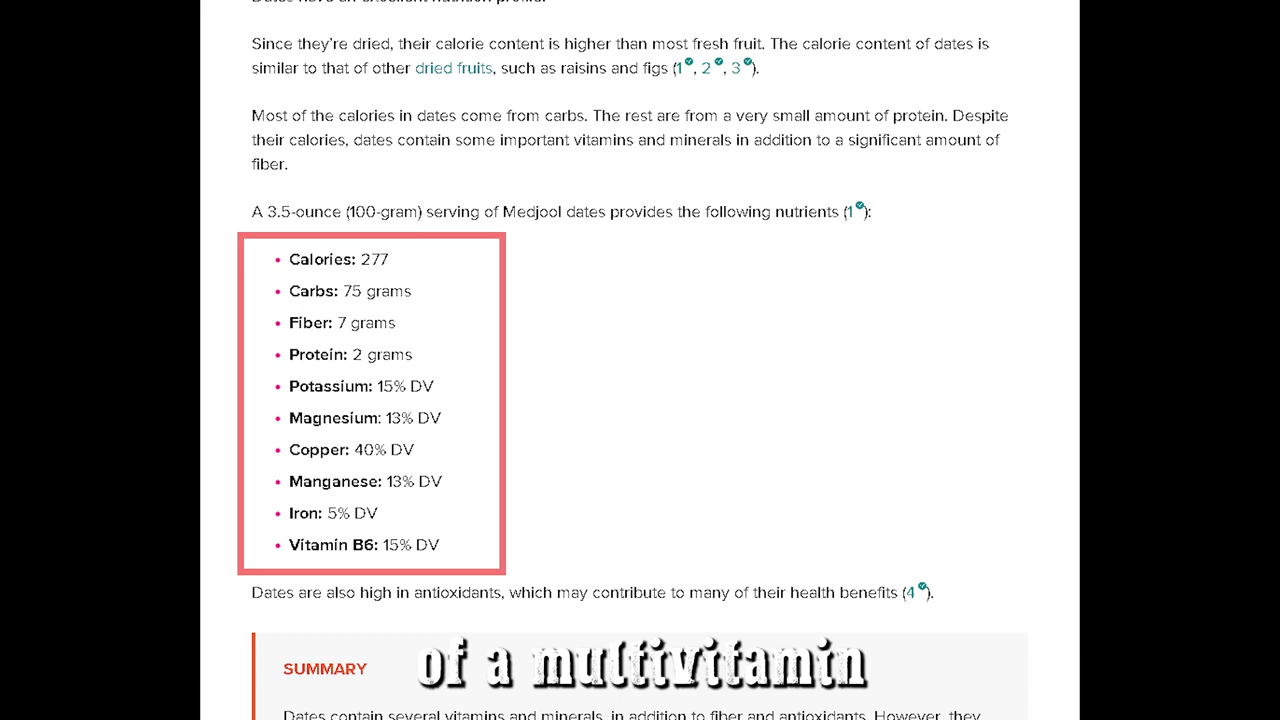 Dates have an excellent nutrition profile.
Since they’re dried, their calorie content is higher than most fresh fruit. The calorie content of dates is
similar to that of other dried fruits, such as raisins and figs (1, 2, 3).
Most of the calories in dates come from carbs. The rest are from a very small amount of protein. Despite
their calories, dates contain some important vitamins and minerals in addition to a significant amount of
fiber.
A 3.5-ounce (100-gram) serving of Medjool dates provides the following nutrients (1):
• Calories: 277
• Carbs: 75 grams
• Fiber: 7 grams
• Protein: 2 grams
• Potassium: 15% DV
• Magnesium: 13% DV
• Copper: 40% DV
• Manganese: 13% DV
• Iron: 5% DV
• Vitamin B6: 15% DV
Dates are also high in antioxidants, which may contribute to many of their health benefits (4).
SUMMARY
of a multivitamin
Dates contain several vitamins and minerals, in addition to fiber and antioxidants. However, they